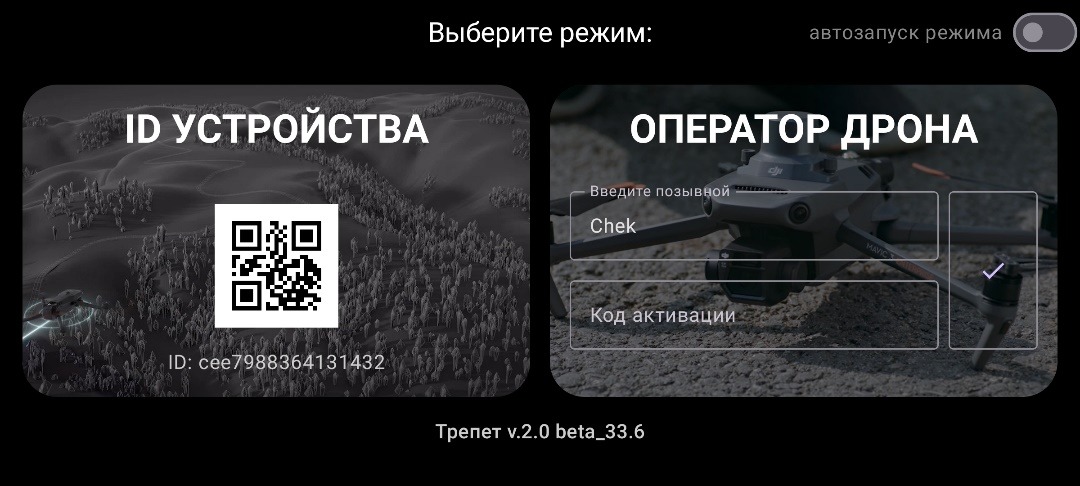 Выберите режим:
автозапуск режима
ID УСТРОЙСТВА
ID: cee7988364131432
ОПЕРАТОР ДРОНА
Введите позывной
Chek
Код активации
Трепет v.2.0 beta_33.6